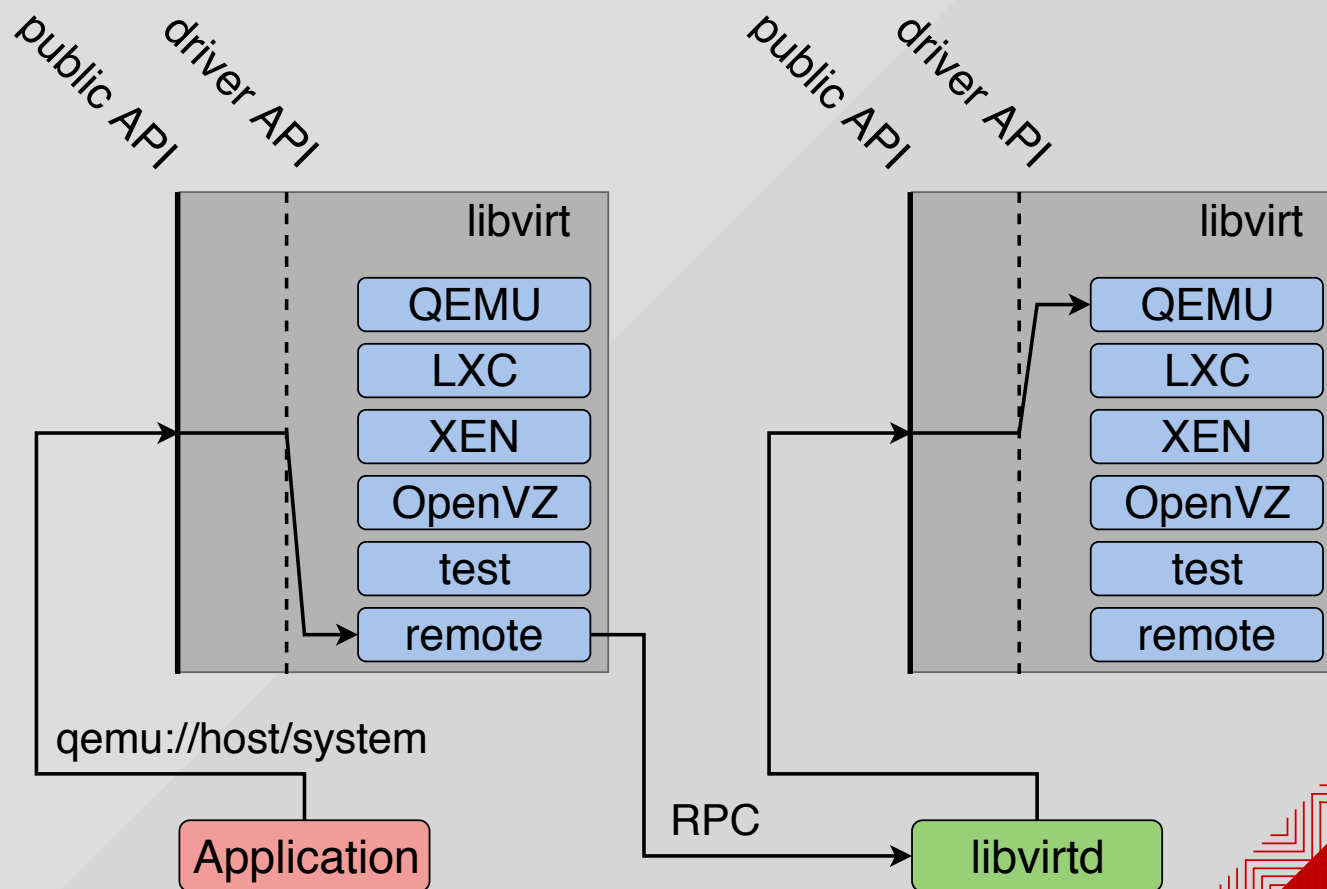 public API
driver API
libvirt
QEMU
LXC
XEN
OpenVZ
test
remote
qemu://host/system
Application
RPC
public API
driver API
libvirt
QEMU
LXC
XEN
OpenVZ
test
remote
libvirtd